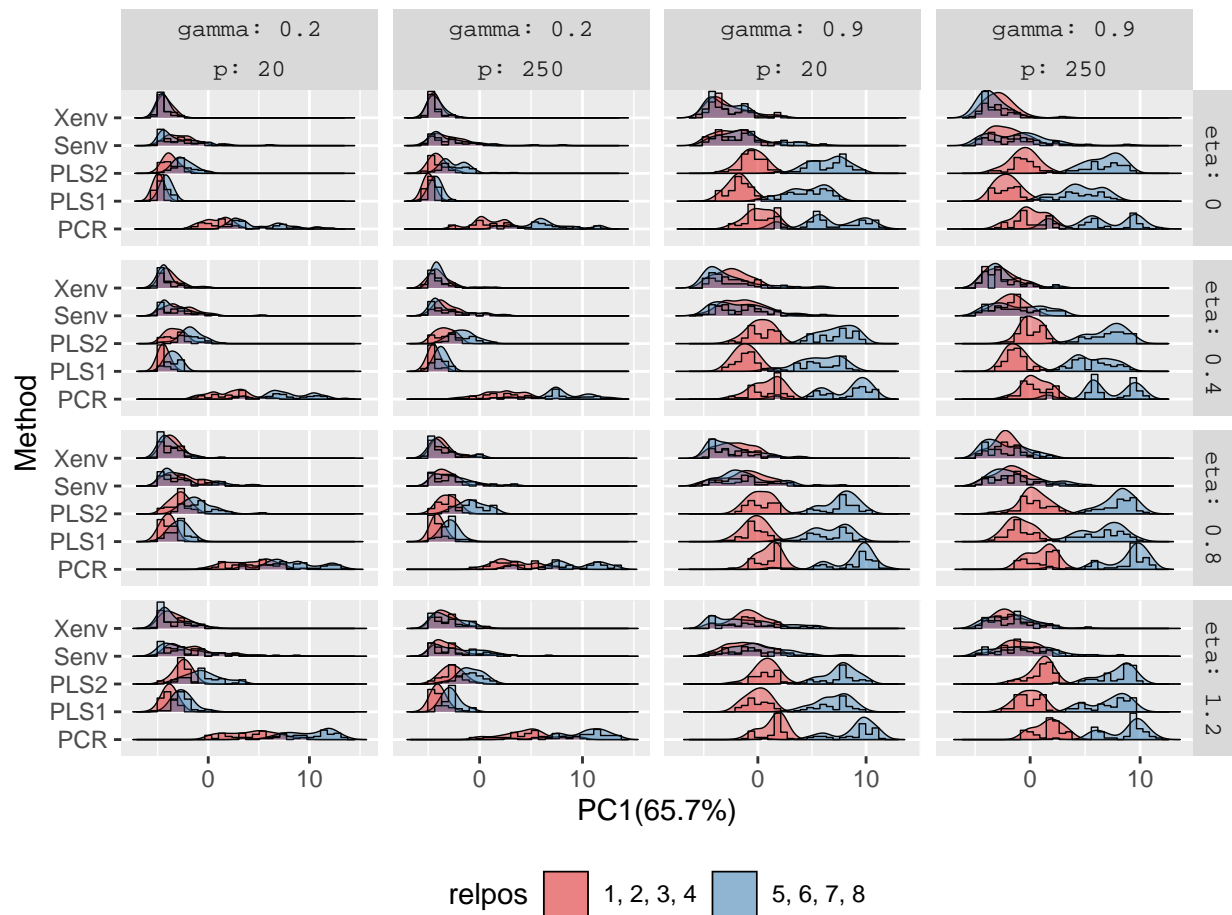 gamma: 0.2
gamma: 0.2
gamma: 0.9
gamma: 0.9
p: 20
p: 250
p: 20
p: 250
Method
Xenv
Senv
PLS2
PLS1
PCR
eta: 0
Xenv
Senv
PLS2
PLS1
PCR
eta: 0.4
Xenv
Senv
PLS2
PLS1
PCR
eta: 0.8
Xenv
Senv
PLS2
PLS1
PCR
eta: 1.2
0 10
0 10
0 10
0 10
PC1(65.7%)
relpos 1, 2, 3, 4 5, 6, 7, 8